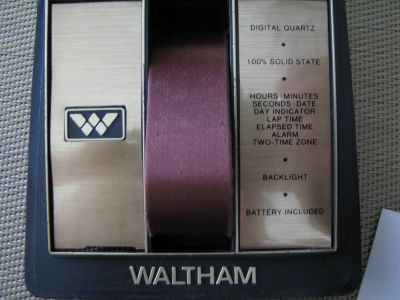 DIGITAL QUARTZ
100% SOLID STATE
HOURS·MINUTES
SECONDS·DATE
DAY INDICATOR
LAP TIME
ELAPSED TIME
ALARM
TWO-TIME ZONE
BACKLIGHT
BATTERY INCLUDED
W
WALTHAM